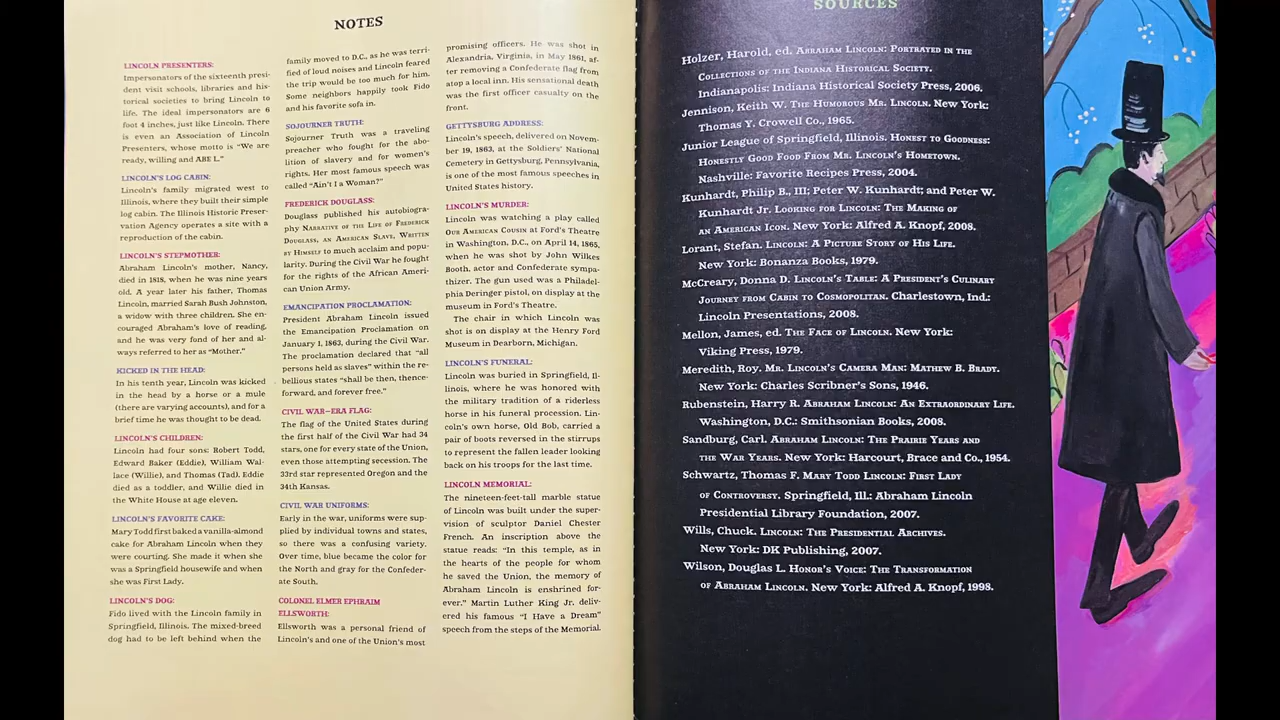 NOTES
LINCOLN PRESENTERS:
Impersonators of the sixteenth presi-
dent visit schools, libraries and his-
torical societies to bring Lincoln to
life. The ideal impersonators are 6
foot 4 inches, just like Lincoln. There
is even an Association of Lincoln
Presenters, whose motto is "We are
ready, willing and ABE L."
LINCOLN'S LOG CABIN:
Lincoln's family migrated west to
Illinois, where they built their simple
log cabin. The Illinois Historic Preser-
vation Agency operates a site with a
reproduction of the cabin.
LINCOLN'S STEPMOTHER:
Abraham Lincoln's mother, Nancy,
died in 1818, when he was nine years
old. A year later his father, Thomas
Lincoln, married Sarah Bush Johnston,
a widow with three children. She en-
couraged Abraham's love of reading,
and he was very fond of her and al-
ways referred to her as "Mother."
KICKED IN THE HEAD:
In his tenth year, Lincoln was kicked
in the head by a horse or a mule
(there are varying accounts), and for a
brief time he was thought to be dead.
LINCOLN'S CHILDREN:
Lincoln had four sons: Robert Todd,
Edward Baker (Eddie), William Wal-
lace (Willie), and Thomas (Tad). Eddie
died as a toddler, and Willie died in
the White House at age eleven.
LINCOLN'S FAVORITE CAKE:
Mary Todd first baked a vanilla-almond
cake for Abraham Lincoln when they
were courting. She made it when she
was a Springfield housewife and when
she was First Lady.
LINCOLN'S DOG:
Fido lived with the Lincoln family in
Springfield, Illinois. The mixed-breed
dog had to be left behind when the
family moved to D.C., as he was terri-
fied of loud noises and Lincoln feared
the trip would be too much for him.
Some neighbors happily took Fido
and his favorite sofa in.
SOJOURNER TRUTH:
Sojourner Truth was a traveling
preacher who fought for the abo-
lition of slavery and for women's
rights. Her most famous speech was
called "Ain't I a Woman?"
FREDERICK DOUGLASS:
Douglass published his autobiogra-
phy NARRATIVE OF THE LIFE OF FREDERICK
DOUGLASS, AN AMERICAN SLAVE, WRITTEN
BY HIMSELF to much acclaim and popu-
larity. During the Civil War he fought
for the rights of the African Ameri-
can Union Army.
EMANCIPATION PROCLAMATION:
President Abraham Lincoln issued
the Emancipation Proclamation on
January 1, 1863, during the Civil War.
The proclamation declared that "all
persons held as slaves" within the re-
bellious states "shall be then, thence-
forward, and forever free."
CIVIL WAR–ERA FLAG:
The flag of the United States during
the first half of the Civil War had 34
stars, one for every state of the Union,
even those attempting secession. The
33rd star represented Oregon and the
34th Kansas.
CIVIL WAR UNIFORMS:
Early in the war, uniforms were sup-
plied by individual towns and states,
so there was a confusing variety.
Over time, blue became the color for
the North and gray for the Confeder-
ate South.
COLONEL ELMER EPHRAIM
ELLSWORTH:
Ellsworth was a personal friend of
Lincoln's and one of the Union's most
promising officers. He was shot in
Alexandria, Virginia, in May 1861, af-
ter removing a Confederate flag from
atop a local inn. His sensational death
was the first officer casualty on the
front.
GETTYSBURG ADDRESS:
Lincoln's speech, delivered on Novem-
ber 19, 1863, at the Soldiers' National
Cemetery in Gettysburg, Pennsylvania,
is one of the most famous speeches in
United States history.
LINCOLN'S MURDER:
Lincoln was watching a play called
OUR AMERICAN COUSIN at Ford's Theatre
in Washington, D.C., on April 14, 1865,
when he was shot by John Wilkes
Booth, actor and Confederate sympa-
thizer. The gun used was a Philadel-
phia Deringer pistol, on display at the
museum in Ford's Theatre.
The chair in which Lincoln was
shot is on display at the Henry Ford
Museum in Dearborn, Michigan.
LINCOLN'S FUNERAL:
Lincoln was buried in Springfield, Il-
linois, where he was honored with
the military tradition of a riderless
horse in his funeral procession. Lin-
coln's own horse, Old Bob, carried a
pair of boots reversed in the stirrups
to represent the fallen leader looking
back on his troops for the last time.
LINCOLN MEMORIAL:
The nineteen-feet-tall marble statue
of Lincoln was built under the super-
vision of sculptor Daniel Chester
French. An inscription above the
statue reads: "In this temple, as in
the hearts of the people for whom
he saved the Union, the memory of
Abraham Lincoln is enshrined for-
ever." Martin Luther King Jr. deliv-
ered his famous "I Have a Dream"
speech from the steps of the Memorial.
SOURCES
Holzer, Harold, ed. ABRAHAM LINCOLN: PORTRAYED IN THE
COLLECTIONS OF THE INDIANA HISTORICAL SOCIETY.
Indianapolis: Indiana Historical Society Press, 2006.
Jennison, Keith W. THE HUMOROUS MR. LINCOLN. New York:
Thomas Y. Crowell Co., 1965.
Junior League of Springfield, Illinois. HONEST TO GOODNESS:
HONESTLY GOOD FOOD FROM MR. LINCOLN'S HOMETOWN.
Nashville: Favorite Recipes Press, 2004.
Kunhardt, Philip B., III; Peter W. Kunhardt; and Peter W.
Kunhardt Jr. LOOKING FOR LINCOLN: THE MAKING OF
AN AMERICAN ICON. New York: Alfred A. Knopf, 2008.
Lorant, Stefan. LINCOLN: A PICTURE STORY OF HIS LIFE.
New York: Bonanza Books, 1979.
McCreary, Donna D. LINCOLN'S TABLE: A PRESIDENT'S CULINARY
JOURNEY FROM CABIN TO COSMOPOLITAN. Charlestown, Ind.:
Lincoln Presentations, 2008.
Mellon, James, ed. THE FACE OF LINCOLN. New York:
Viking Press, 1979.
Meredith, Roy. MR. LINCOLN'S CAMERA MAN: MATHEW B. BRADY.
New York: Charles Scribner's Sons, 1946.
Rubenstein, Harry R. ABRAHAM LINCOLN: AN EXTRAORDINARY LIFE.
Washington, D.C.: Smithsonian Books, 2008.
Sandburg, Carl. ABRAHAM LINCOLN: THE PRAIRIE YEARS AND
THE WAR YEARS. New York: Harcourt, Brace and Co., 1954.
Schwartz, Thomas F. MARY TODD LINCOLN: FIRST LADY
OF CONTROVERSY. Springfield, Ill.: Abraham Lincoln
Presidential Library Foundation, 2007.
Wills, Chuck. LINCOLN: THE PRESIDENTIAL ARCHIVES.
New York: DK Publishing, 2007.
Wilson, Douglas L. HONOR'S VOICE: THE TRANSFORMATION
OF ABRAHAM LINCOLN. New York: Alfred A. Knopf, 1998.